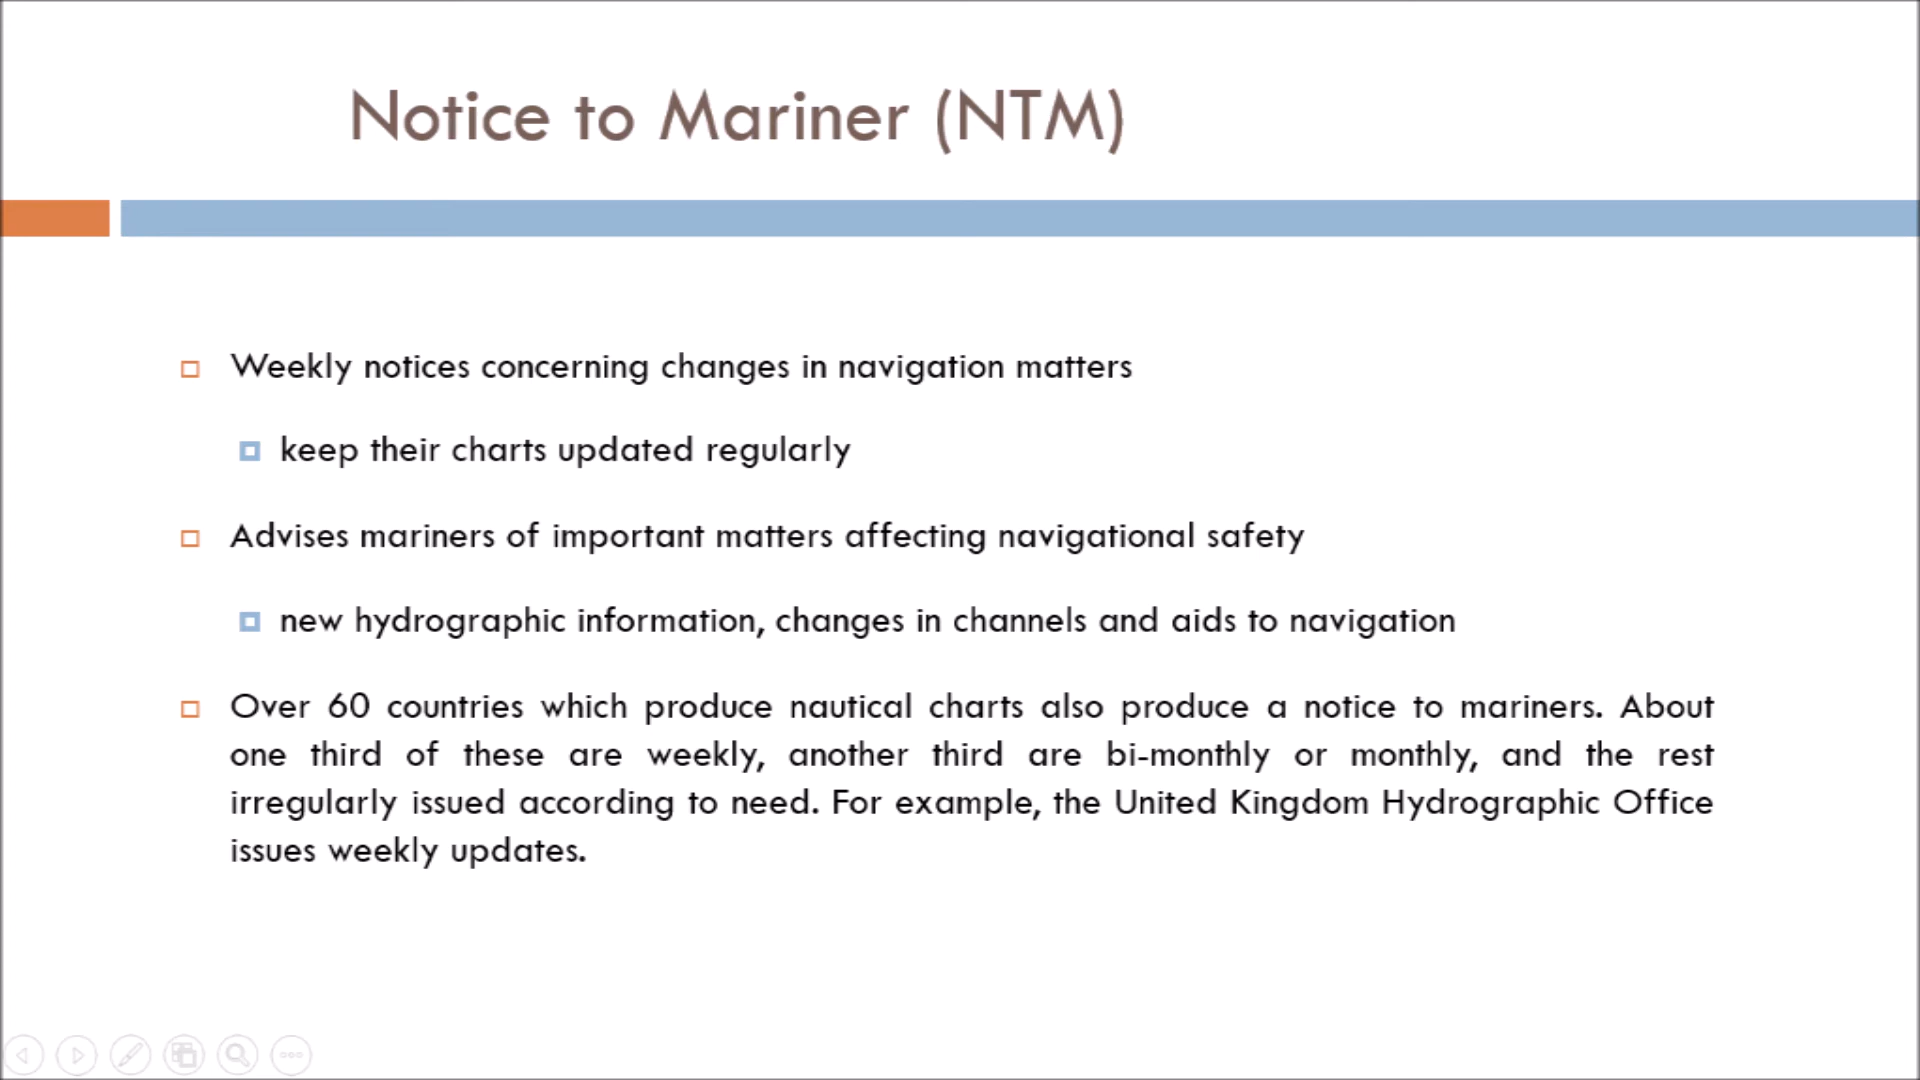 Notice to Mariner (NTM)
Weekly notices concerning changes in navigation matters
keep their charts updated regularly
Advises mariners of important matters affecting navigational safety
new hydrographic information, changes in channels and aids to navigation
Over 60 countries which produce nautical charts also produce a notice to mariners. About
one third of these are weekly, another third are bi-monthly or monthly, and the rest
irregularly issued according to need. For example, the United Kingdom Hydrographic Office
issues weekly updates.